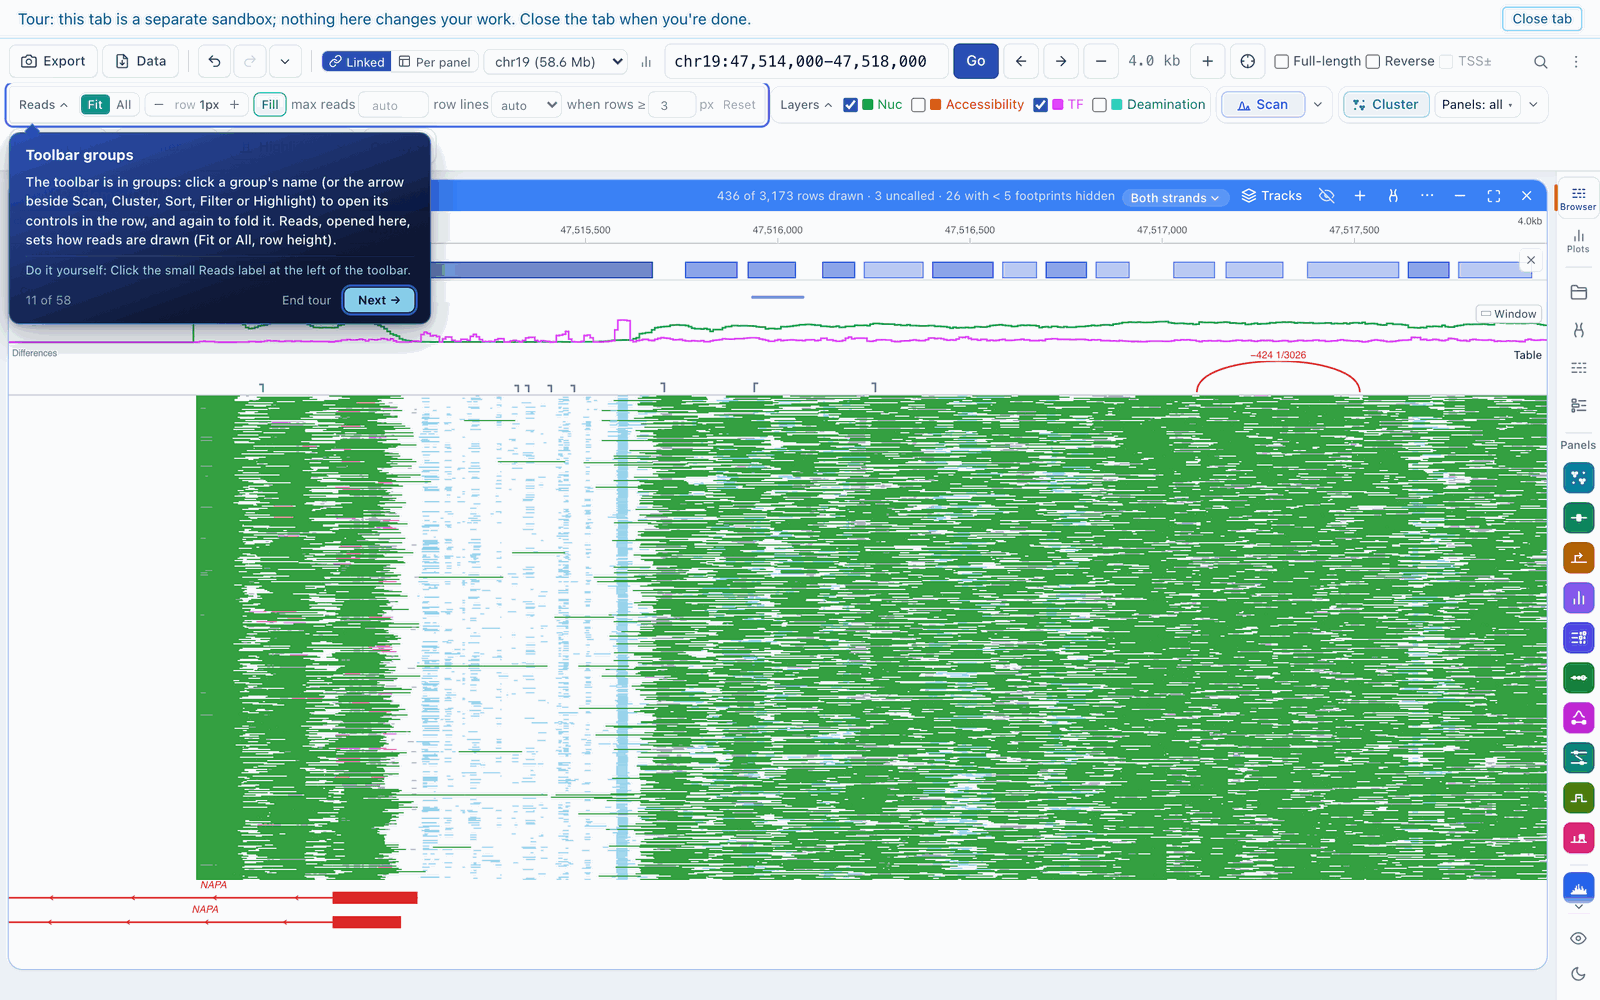 Tour: this tab is a separate sandbox; nothing here changes your work. Close the tab when you're done.
Close tab
Export
Data
Linked
Per panel
chr19 (58.6 Mb)
chr19:47,514,000–47,518,000
Go
4.0 kb
Full-length
Reverse
TSS±
Reads
Fit
All
row 1px
Fill
max reads
auto
row lines
auto
when rows ≥
3
px
Reset
Layers
Nuc
Accessibility
TF
Deamination
Scan
Cluster
Panels: all
Toolbar groups
The toolbar is in groups: click a group's name (or the arrow
beside Scan, Cluster, Sort, Filter or Highlight) to open its
controls in the row, and again to fold it. Reads, opened here,
sets how reads are drawn (Fit or All, row height).
Do it yourself: Click the small Reads label at the left of the toolbar.
11 of 58
End tour
Next →
436 of 3,173 rows drawn · 3 uncalled · 26 with < 5 footprints hidden
Both strands
Tracks
47,515,500
47,516,000
47,516,500
47,517,000
47,517,500
4.0kb
Window
Differences
−424 1/3026
Table
NAPA
NAPA
Browser
Plots
Panels